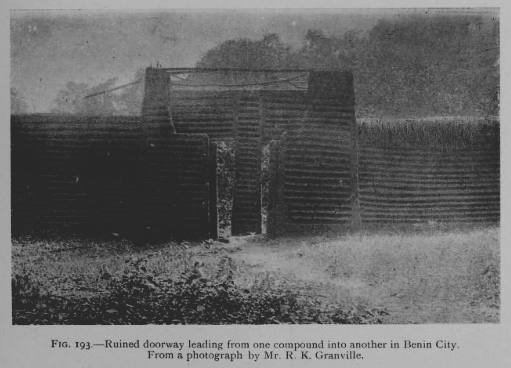 FIG. 193.—Ruined doorway leading from one compound into another in Benin City.
From a photograph by Mr. R. K. Granville.